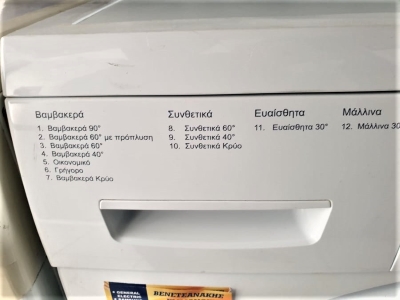 Βαμβακερά
1. Βαμβακερά 90°
2. Βαμβακερά 60° με πρόπλυση
3. Βαμβακερά 60°
4. Βαμβακερά 40°
5. Οικονομικό
6. Γρήγορο
7. Βαμβακερά Κρύο
Συνθετικά
8. Συνθετικά 60°
9. Συνθετικά 40°
10. Συνθετικά Κρύο
Ευαίσθητα
11. Ευαίσθητα 30°
Μάλλινα
12. Μάλλινα 30
GENERAL
ELECTRIC
ΒΕΝΕΤΣΑΝΑΚΗΣ